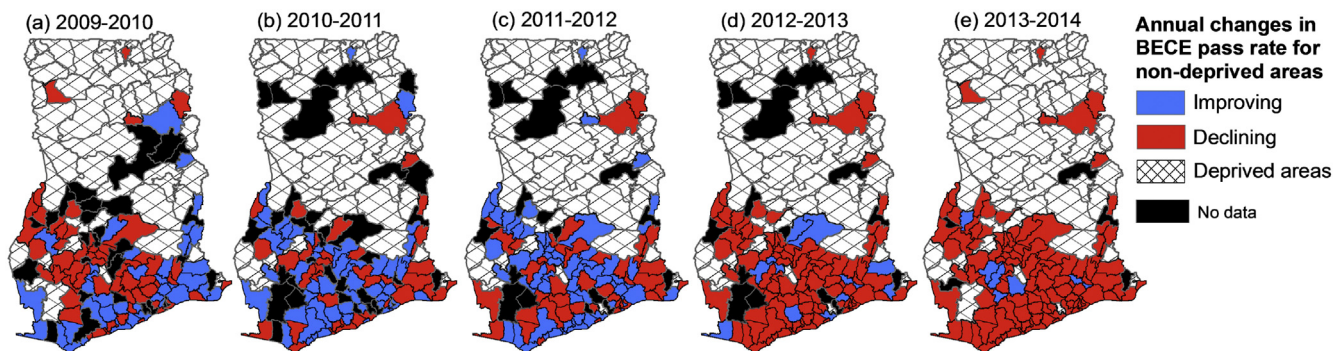 (a) 2009-2010
(b) 2010-2011
(c) 2011-2012
(d) 2012-2013
(e) 2013-2014
Annual changes in
BECE pass rate for
non-deprived areas
Improving
Declining
Deprived areas
No data